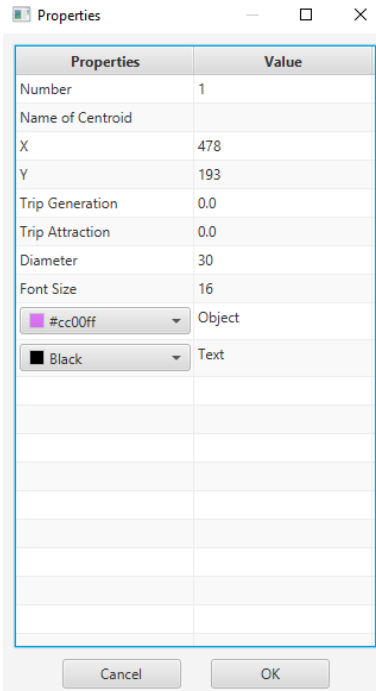 Properties
Properties Value
Number 1
Name of Centroid
X 478
Y 193
Trip Generation 0.0
Trip Attraction 0.0
Diameter 30
Font Size 16
#cc00ff Object
Black Text
Cancel OK